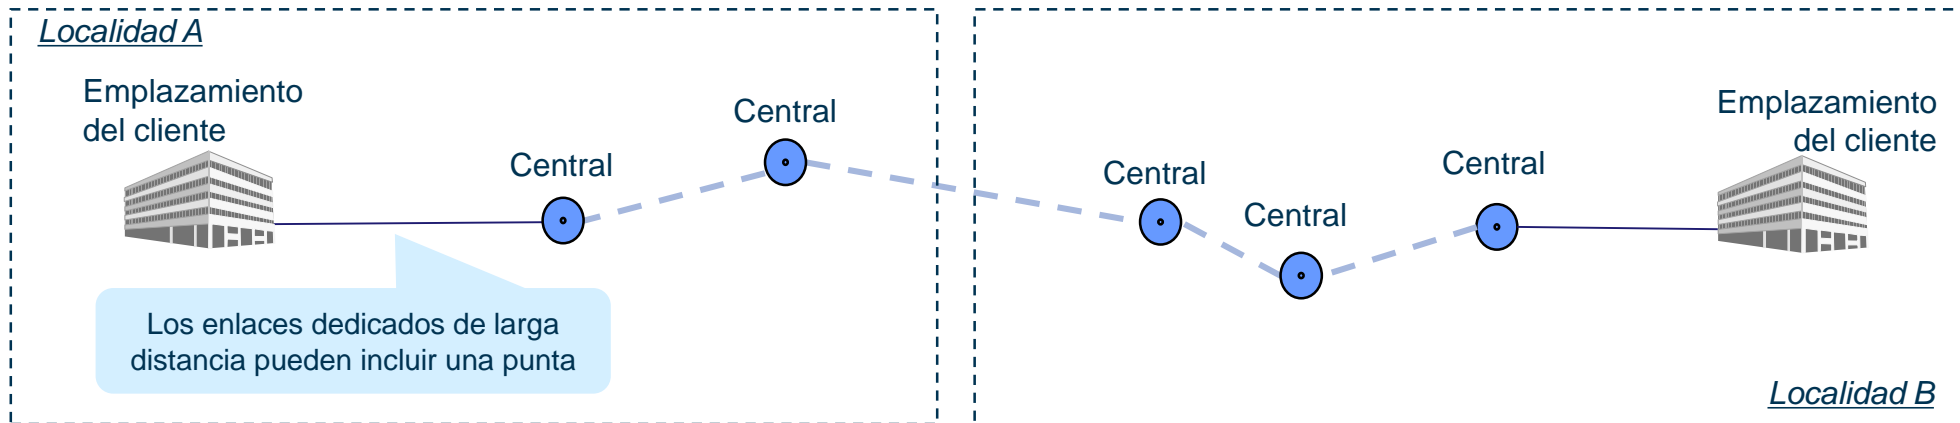 Localidad A
Emplazamiento
del cliente
Central
Central
Los enlaces dedicados de larga
distancia pueden incluir una punta
Central
Central
Central
Emplazamiento
del cliente
Localidad B